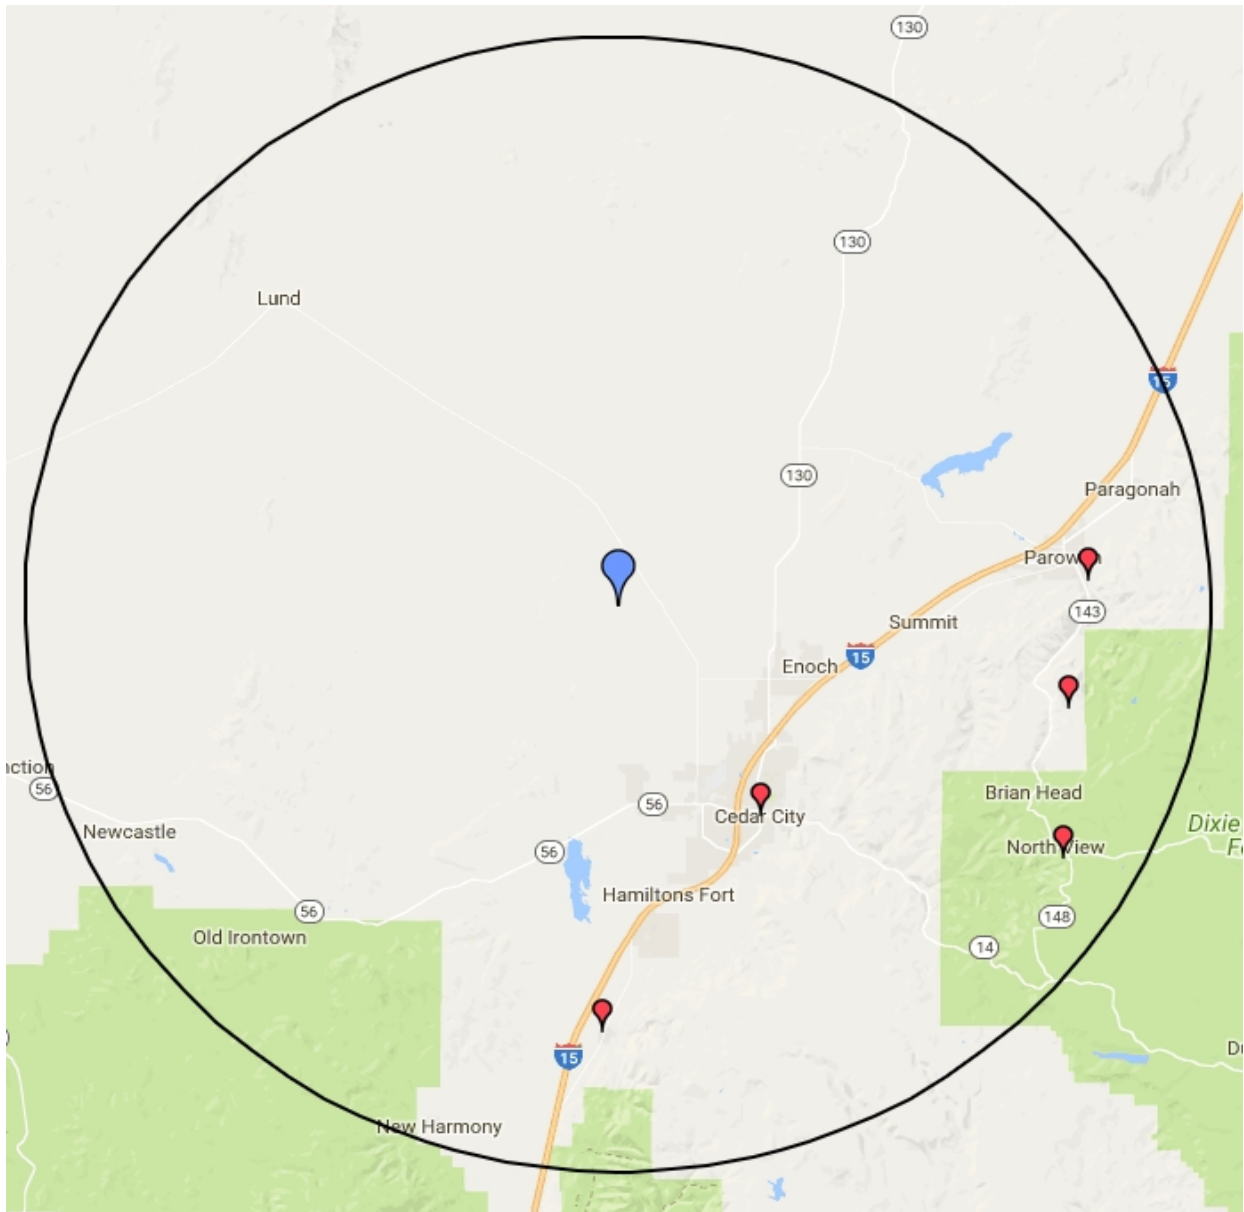 130
130
Lund
15
130
Paragonah
Parowan
143
Summit
15
Enoch
nction
56
Brian Head
56
Cedar City
Dixie
Newcastle
North View
F
56
Hamiltons Fort
56
148
Old Irontown
14
15
D
New Harmony